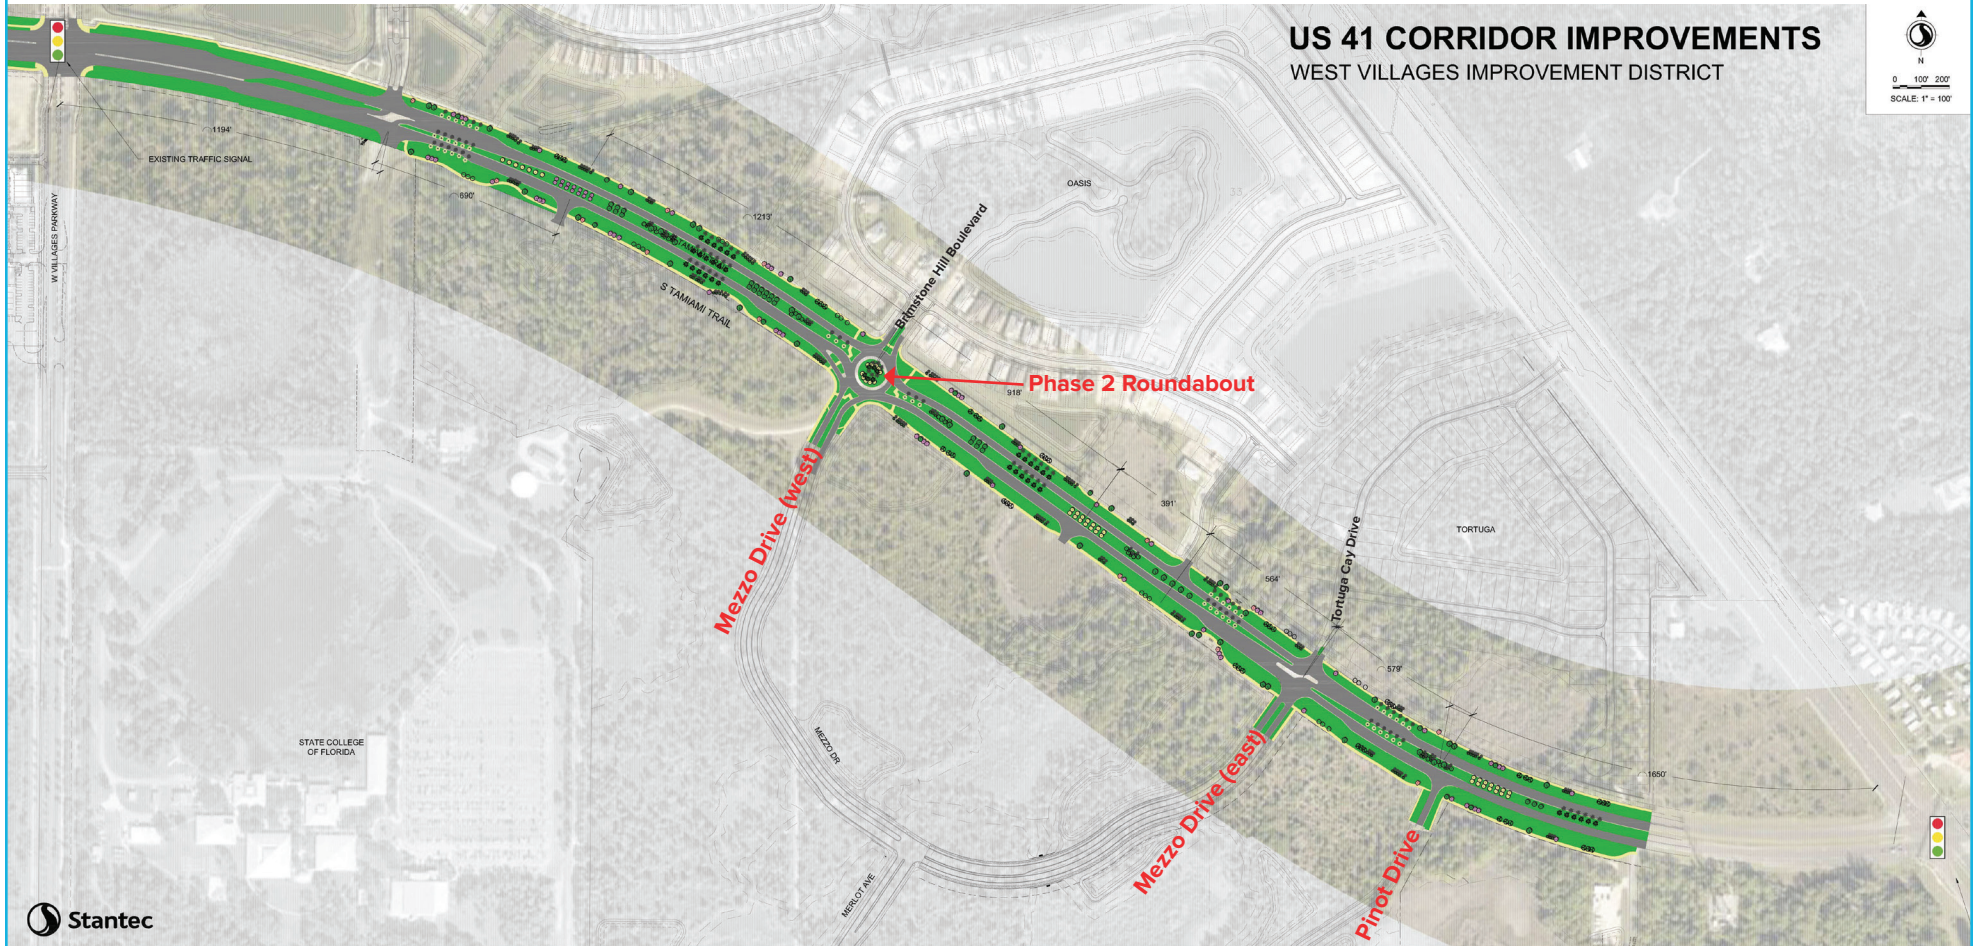 US 41 CORRIDOR IMPROVEMENTS
WEST VILLAGES IMPROVEMENT DISTRICT
N
0 100' 200'
SCALE: 1" = 100'
1194'
EXISTING TRAFFIC SIGNAL
W VILLAGES PARKWAY
690'
1213'
OASIS
S TAMIAMI TRAIL
Brimstone Hill Boulevard
Phase 2 Roundabout
918'
Mezzo Drive (west)
391'
564'
Tortuga Cay Drive
TORTUGA
579'
1650'
STATE COLLEGE
OF FLORIDA
MEZZO DR
Mezzo Drive (east)
Pinot Drive
MERLOT AVE
Stantec